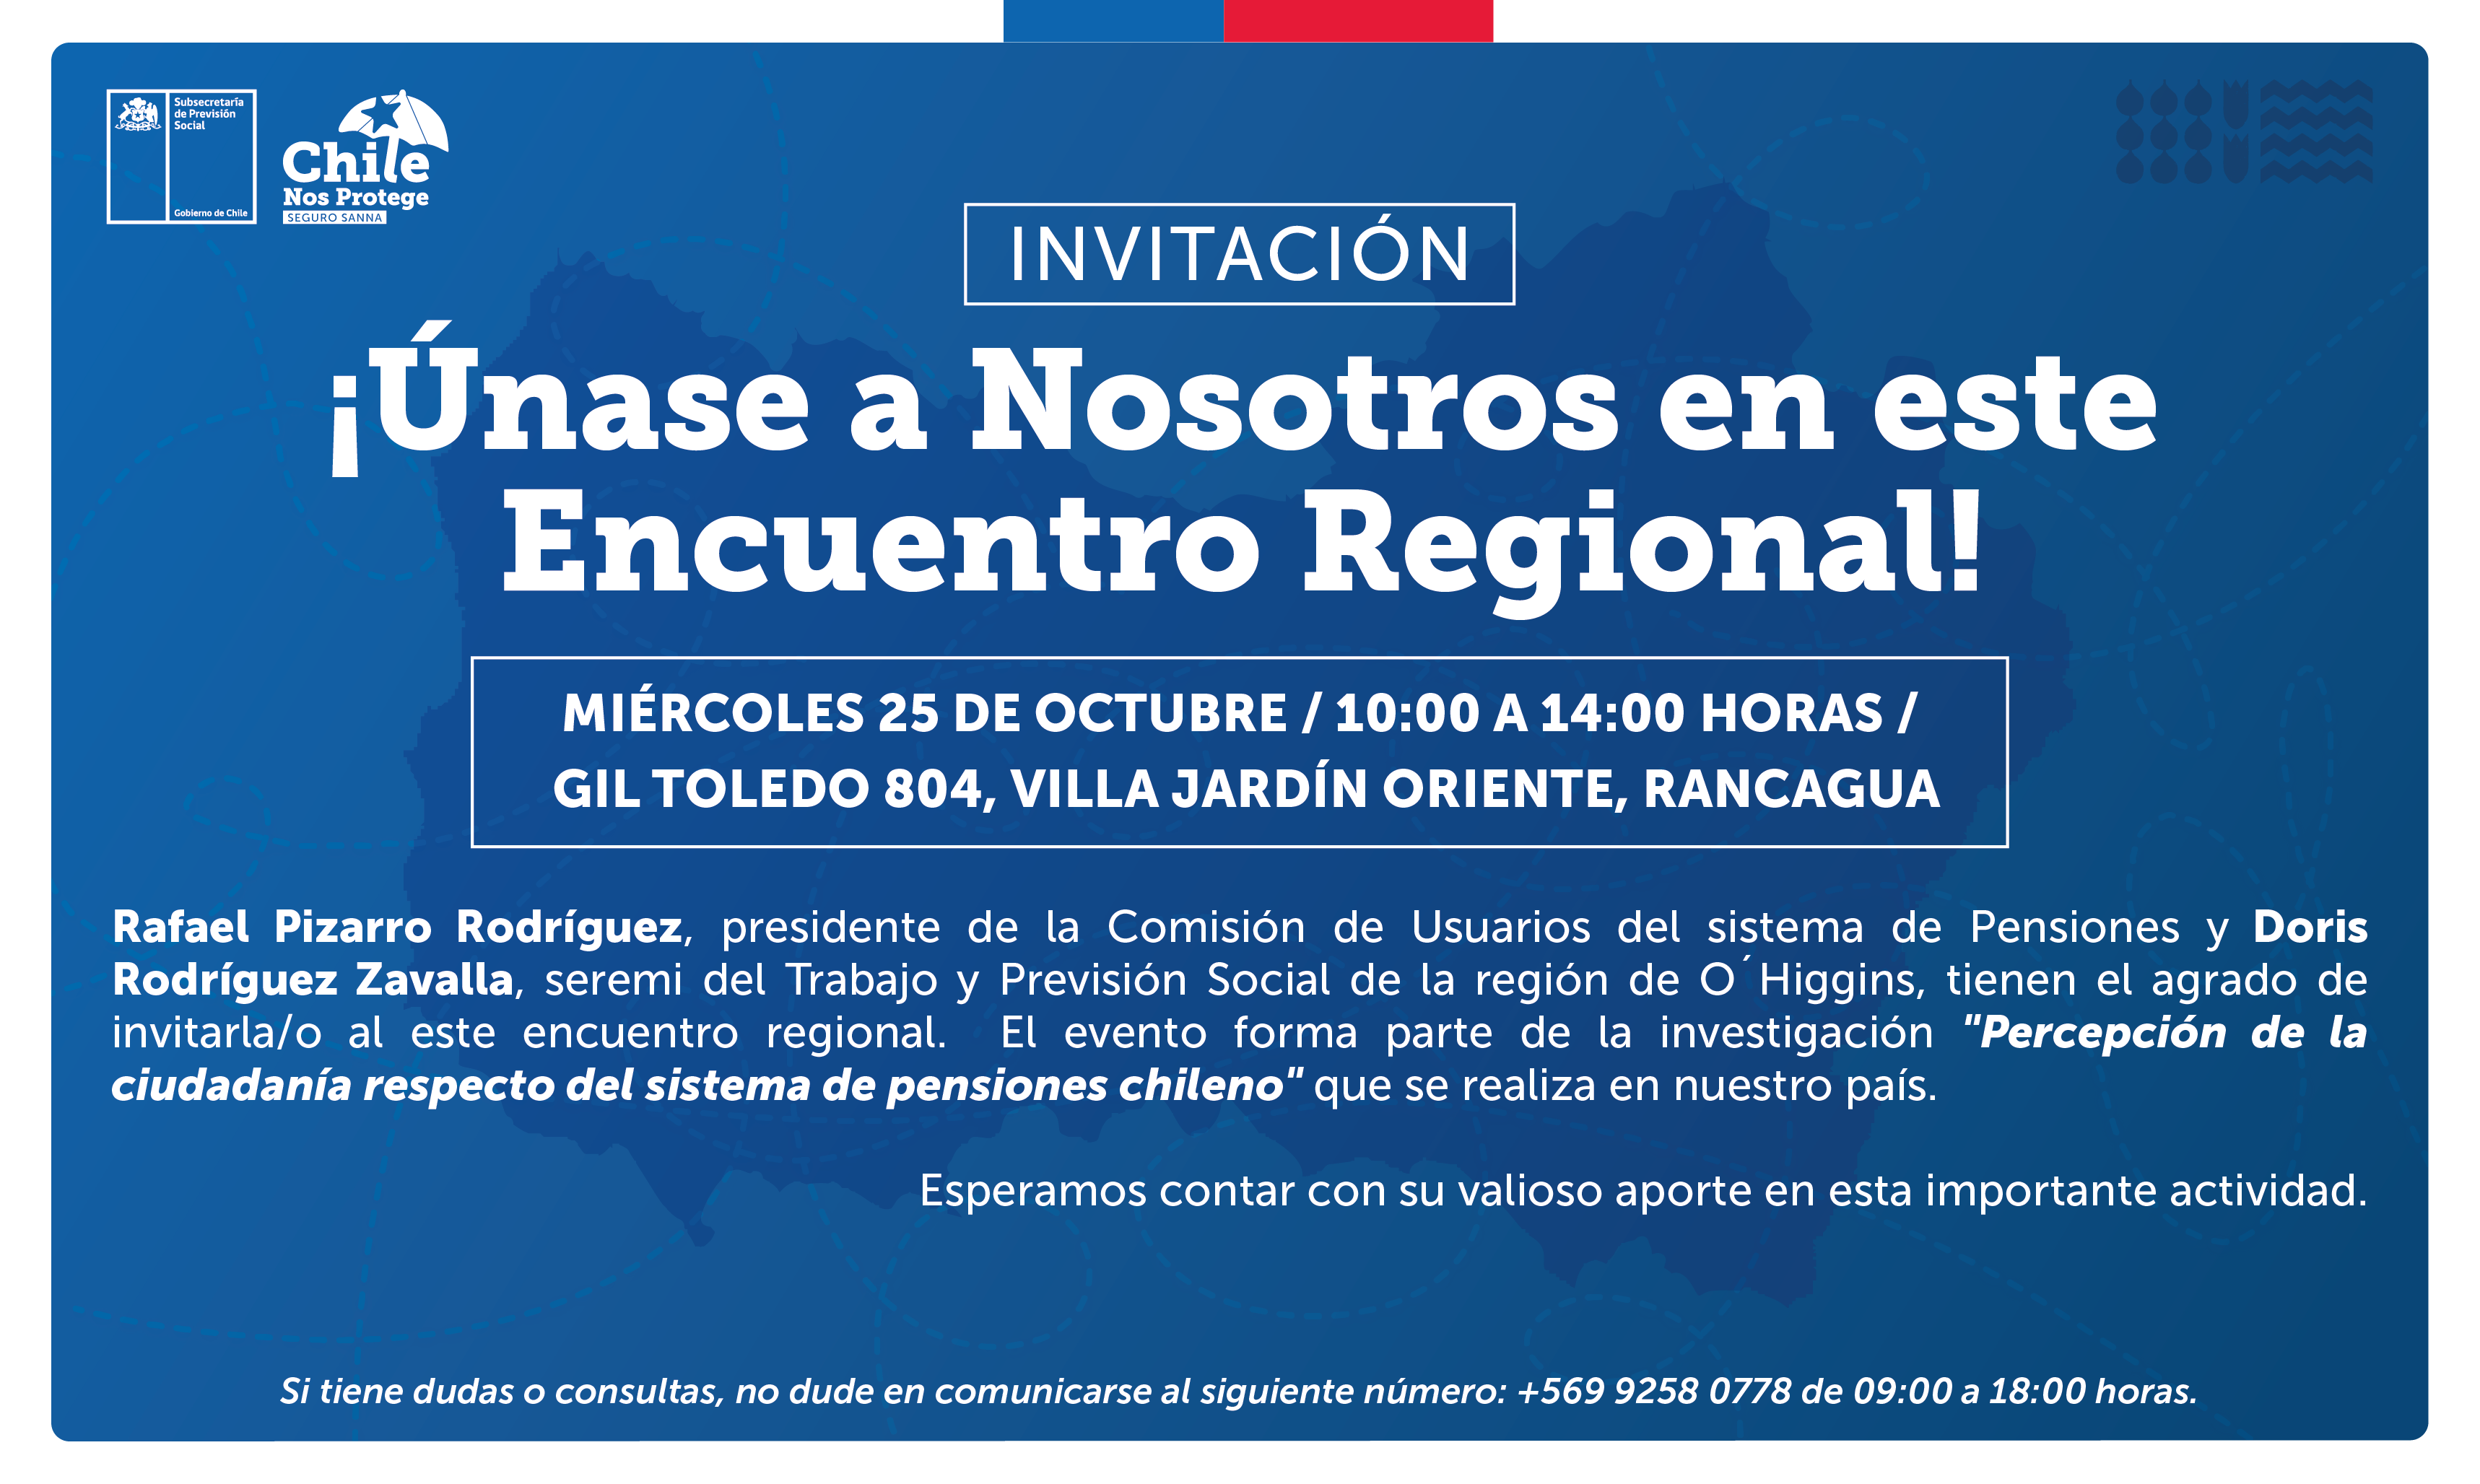 Subsecretaría
de Previsión
Social
Gobierno de Chile
Chile
Nos Protege
SEGURO SANNA
INVITACIÓN
¡Únase a Nosotros en este
Encuentro Regional!
MIÉRCOLES 25 DE OCTUBRE / 10:00 A 14:00 HORAS /
GIL TOLEDO 804, VILLA JARDÍN ORIENTE, RANCAGUA
Rafael Pizarro Rodríguez, presidente de la Comisión de Usuarios del sistema de Pensiones y Doris
Rodríguez Zavalla, seremi del Trabajo y Previsión Social de la región de O´Higgins, tienen el agrado de
invitarla/o al este encuentro regional. El evento forma parte de la investigación "Percepción de la
ciudadanía respecto del sistema de pensiones chileno" que se realiza en nuestro país.
Esperamos contar con su valioso aporte en esta importante actividad.
Si tiene dudas o consultas, no dude en comunicarse al siguiente número: +569 9258 0778 de 09:00 a 18:00 horas.